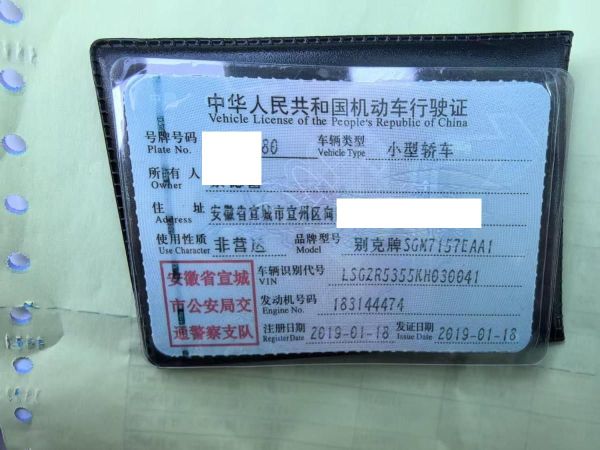 中华人民共和国机动车行驶证
Vehicle License of the People's Republic of China
号牌号码 80 车辆类型 小型轿车
Plate No. Vehicle Type
所有人
Owner
住址 安徽省宣城市宣州区向
Address
使用性质 非营运 品牌型号 别克牌SGM7157EAA1
Use Character Model
安徽省宣城 车辆识别代号 LSGZR5355KH030041
VIN
市公安局交 发动机号码 183144474
Engine No.
通警察支队 注册日期 2019-01-18 发证日期 2019-01-18
Register Date Issue Date